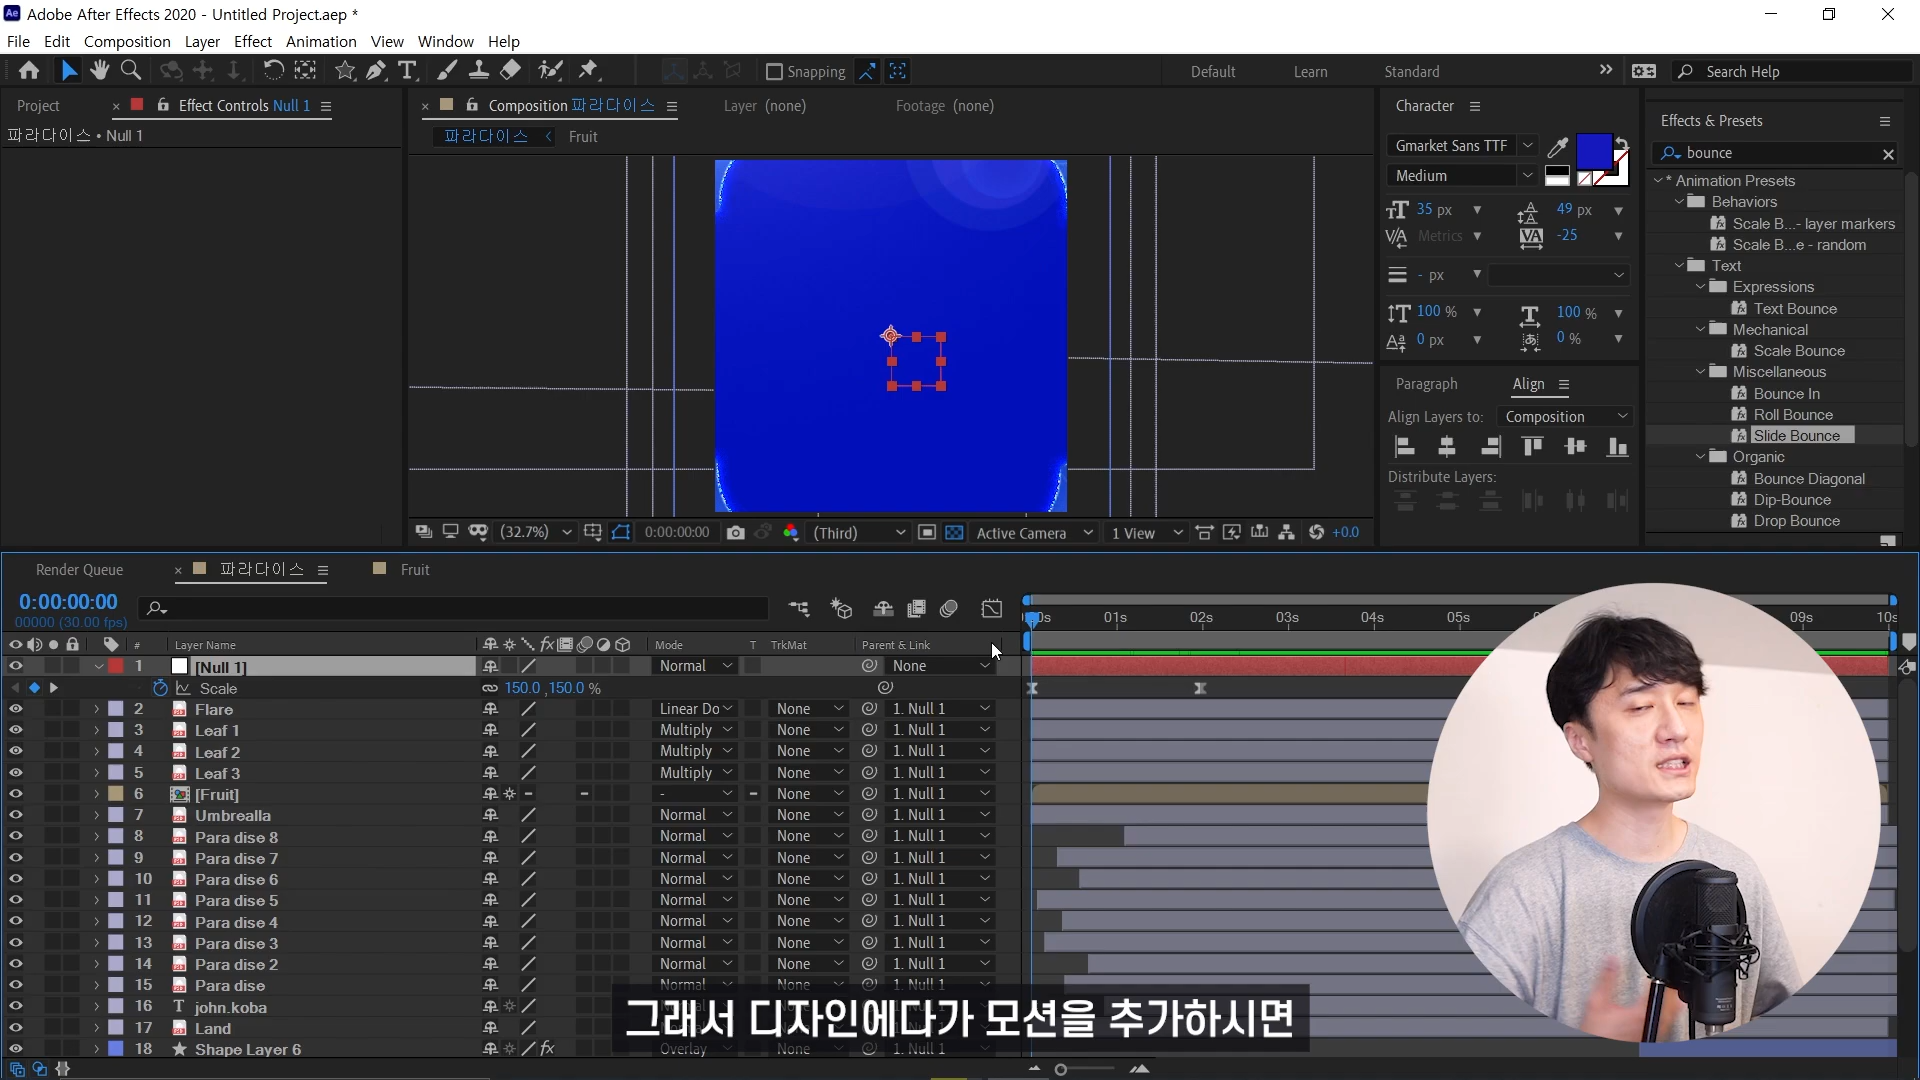 Adobe After Effects 2020 - Untitled Project.aep *
File Edit Composition Layer Effect Animation View Window Help
Snapping Default Learn Standard Search Help
Project Effect Controls Null 1
파라다이스 • Null 1
Composition 파라다이스 Layer (none) Footage (none)
파라다이스 Fruit
(32.7%) 0:00:00:00 (Third) Active Camera 1 View +0.0
Character
Gmarket Sans TTF
Medium
35 px 49 px
Metrics -25
- px
100 % 100 %
0 px 0 %
Paragraph Align
Align Layers to: Composition
Distribute Layers:
Effects & Presets
bounce
* Animation Presets
Behaviors
Scale B...- layer markers
Scale B...e - random
Text
Expressions
Text Bounce
Mechanical
Scale Bounce
Miscellaneous
Bounce In
Roll Bounce
Slide Bounce
Organic
Bounce Diagonal
Dip-Bounce
Drop Bounce
Render Queue 파라다이스 Fruit
0:00:00:00
00000 (30.00 fps)
01s 02s 03s 04s 05s 09s
# Layer Name Mode T TrkMat Parent & Link
1 [Null 1] Normal None
Scale 150.0 ,150.0 %
2 Flare Linear Do None 1. Null 1
3 Leaf 1 Multiply None 1. Null 1
4 Leaf 2 Multiply None 1. Null 1
5 Leaf 3 Multiply None 1. Null 1
6 [Fruit] - None 1. Null 1
7 Umbrealla Normal None 1. Null 1
8 Para dise 8 Normal None 1. Null 1
9 Para dise 7 Normal None 1. Null 1
10 Para dise 6 Normal None 1. Null 1
11 Para dise 5 Normal None 1. Null 1
12 Para dise 4 Normal None 1. Null 1
13 Para dise 3 Normal None 1. Null 1
14 Para dise 2 Normal None 1. Null 1
15 Para dise Normal None 1. Null 1
16 john.koba
17 Land
18 Shape Layer 6 Overlay None 1. Null 1
그래서 디자인에다가 모션을 추가하시면